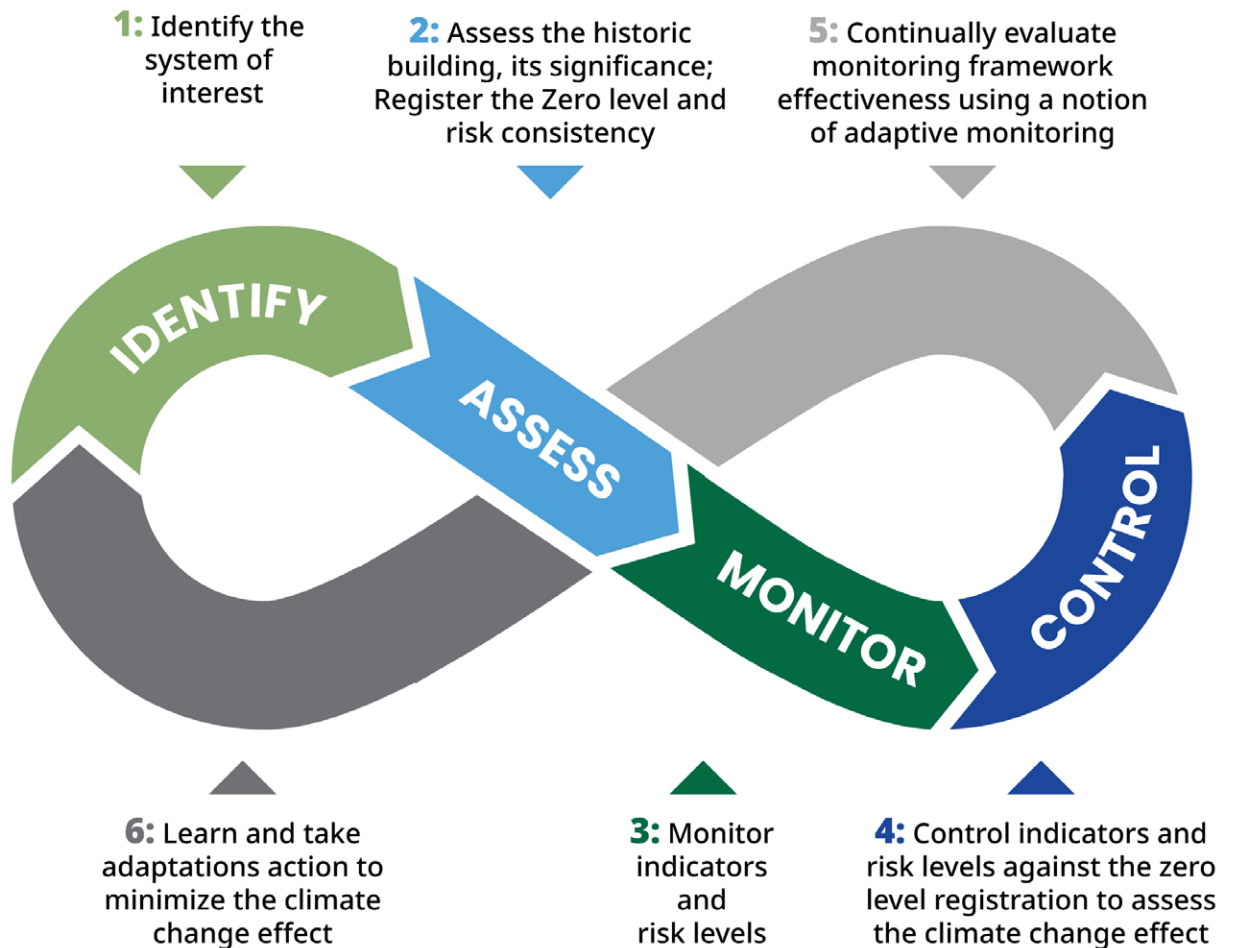 1: Identify the
system of
interest
2: Assess the historic
building, its significance;
Register the Zero level and
risk consistency
5: Continually evaluate
monitoring framework
effectiveness using a notion
of adaptive monitoring
IDENTIFY
ASSESS
MONITOR
CONTROL
6: Learn and take
adaptations action to
minimize the climate
change effect
3: Monitor
indicators
and
risk levels
4: Control indicators and
risk levels against the zero
level registration to assess
the climate change effect